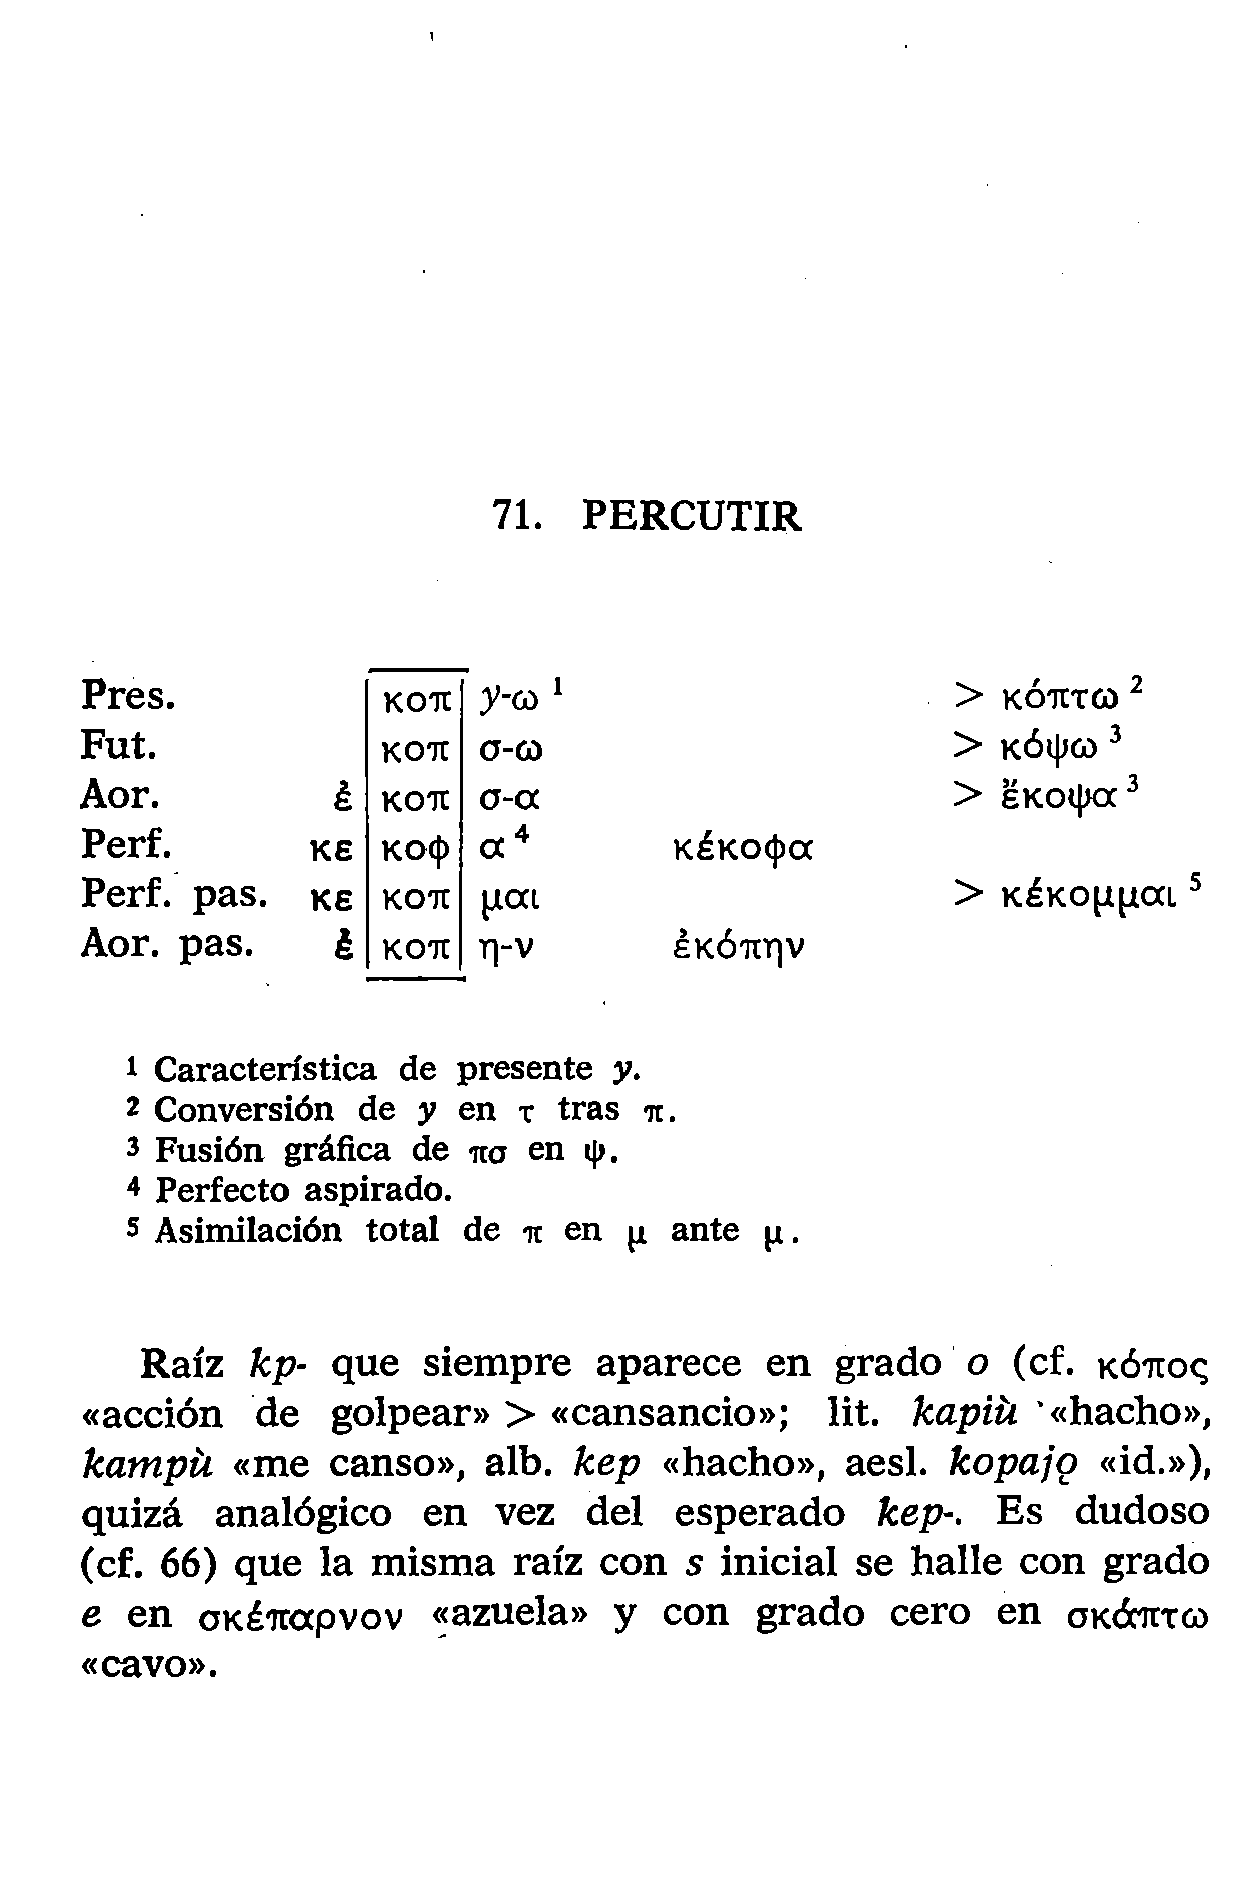 71. PERCUTIR
Pres. κοπ y-ω ¹ > κόπτω ²
Fut. κοπ σ-ω > κόψω ³
Aor. ἐ κοπ σ-α > ἔκοψα ³
Perf. κε κοφ α ⁴ κέκοφα
Perf. pas. κε κοπ μαι > κέκομμαι ⁵
Aor. pas. ἐ κοπ η-ν ἐκόπην
¹ Característica de presente y.
² Conversión de y en τ tras π.
³ Fusión gráfica de πσ en ψ.
⁴ Perfecto aspirado.
⁵ Asimilación total de π en μ ante μ.
Raíz kp- que siempre aparece en grado o (cf. κόπος
«acción de golpear» > «cansancio»; lit. kapiù «hacho»,
kampù «me canso», alb. kep «hacho», aesl. kopajǫ «id.»),
quizá analógico en vez del esperado kep-. Es dudoso
(cf. 66) que la misma raíz con s inicial se halle con grado
e en σκέπαρνον «azuela» y con grado cero en σκάπτω
«cavo».